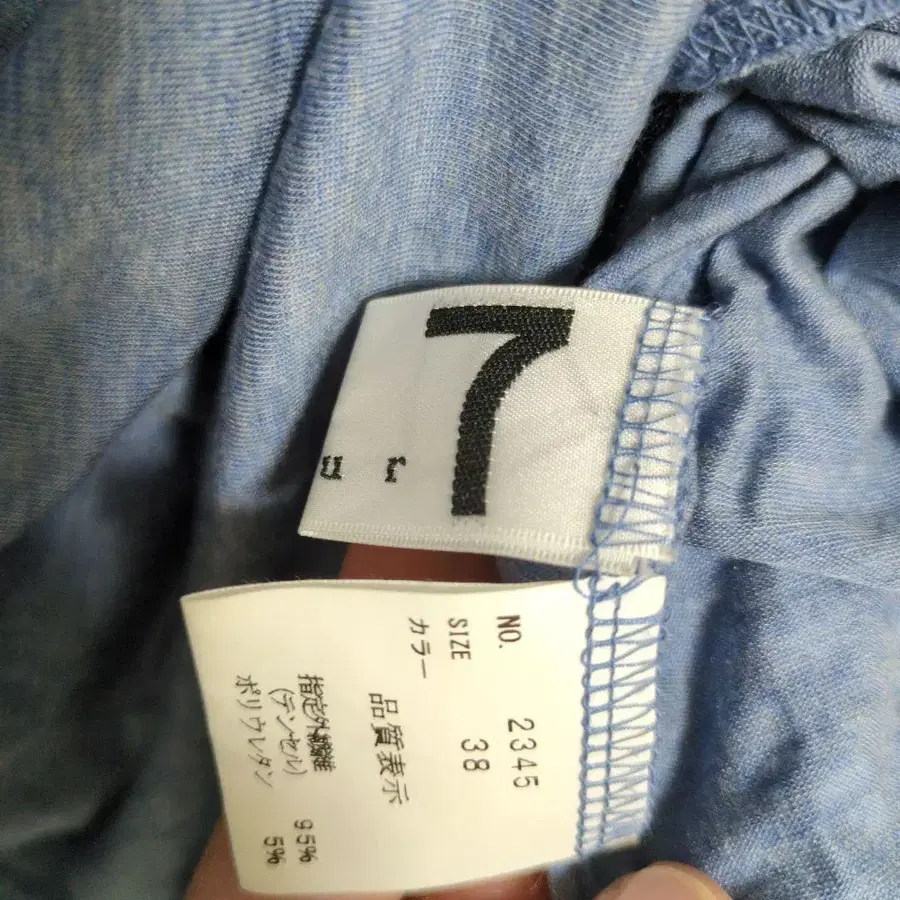 7
NO. 2345
SIZE 38
カラー
品質表示
指定外繊維 95%
(テンセル)
ポリウレタン 5%